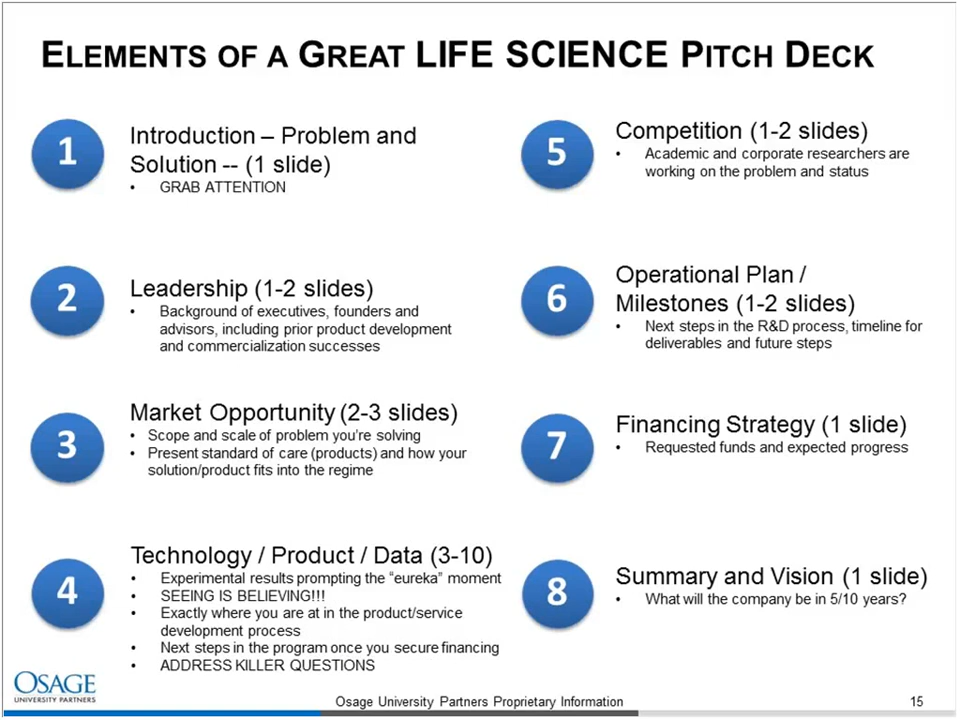 ELEMENTS OF A GREAT LIFE SCIENCE PITCH DECK
1
Introduction – Problem and
Solution -- (1 slide)
• GRAB ATTENTION
2
Leadership (1-2 slides)
• Background of executives, founders and
advisors, including prior product development
and commercialization successes
3
Market Opportunity (2-3 slides)
• Scope and scale of problem you're solving
• Present standard of care (products) and how your
solution/product fits into the regime
4
Technology / Product / Data (3-10)
• Experimental results prompting the “eureka” moment
• SEEING IS BELIEVING!!!
• Exactly where you are at in the product/service
development process
• Next steps in the program once you secure financing
• ADDRESS KILLER QUESTIONS
5
Competition (1-2 slides)
• Academic and corporate researchers are
working on the problem and status
6
Operational Plan /
Milestones (1-2 slides)
• Next steps in the R&D process, timeline for
deliverables and future steps
7
Financing Strategy (1 slide)
• Requested funds and expected progress
8
Summary and Vision (1 slide)
• What will the company be in 5/10 years?
OSAGE
UNIVERSITY PARTNERS
Osage University Partners Proprietary Information
15